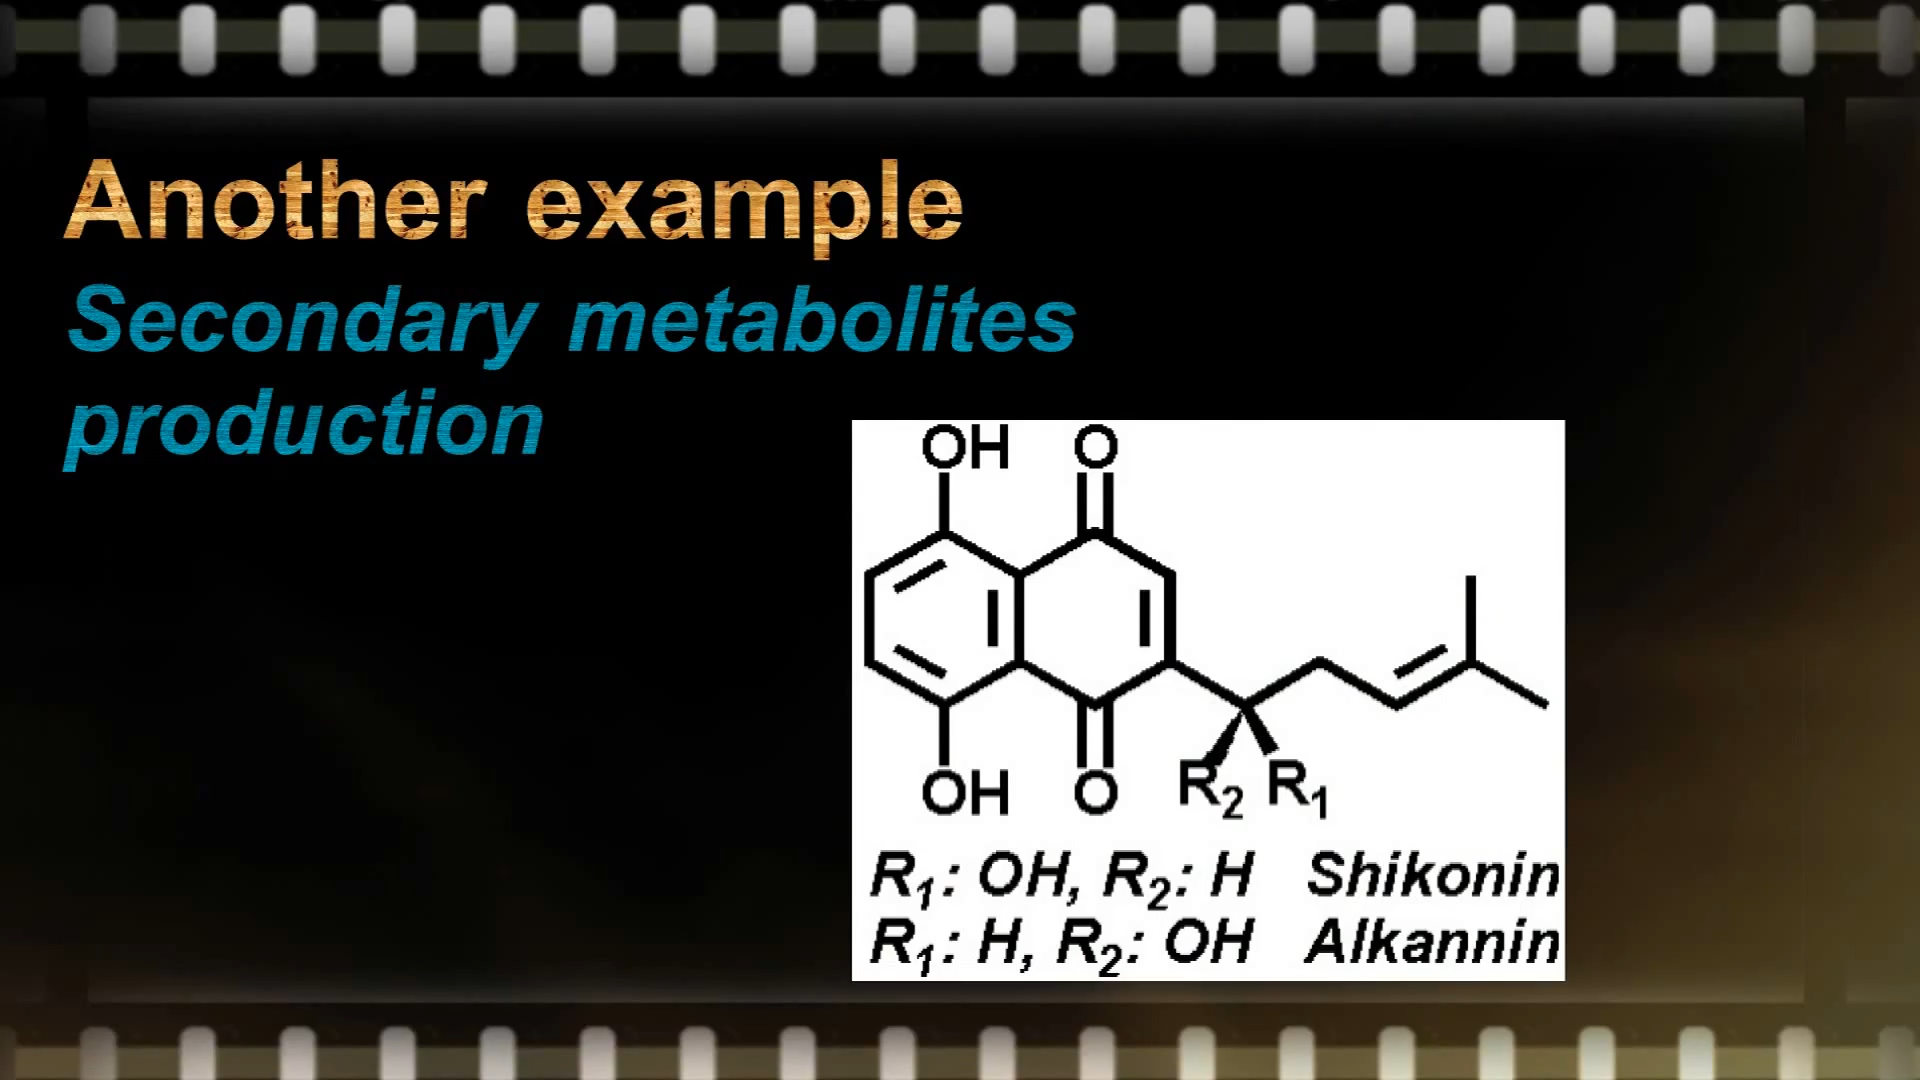 Another example
Secondary metabolites
production
OH O
OH O
R2 R1
R1: OH, R2: H Shikonin
R1: H, R2: OH Alkannin